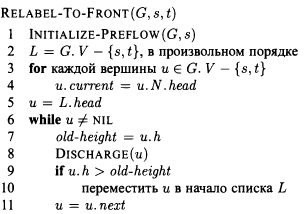 RELABEL-TO-FRONT(G, s, t)
1 INITIALIZE-PREFLOW(G, s)
2 L = G.V − {s, t}, в произвольном порядке
3 for каждой вершины u ∈ G.V − {s, t}
4 u.current = u.N.head
5 u = L.head
6 while u ≠ NIL
7 old-height = u.h
8 DISCHARGE(u)
9 if u.h > old-height
10 переместить u в начало списка L
11 u = u.next